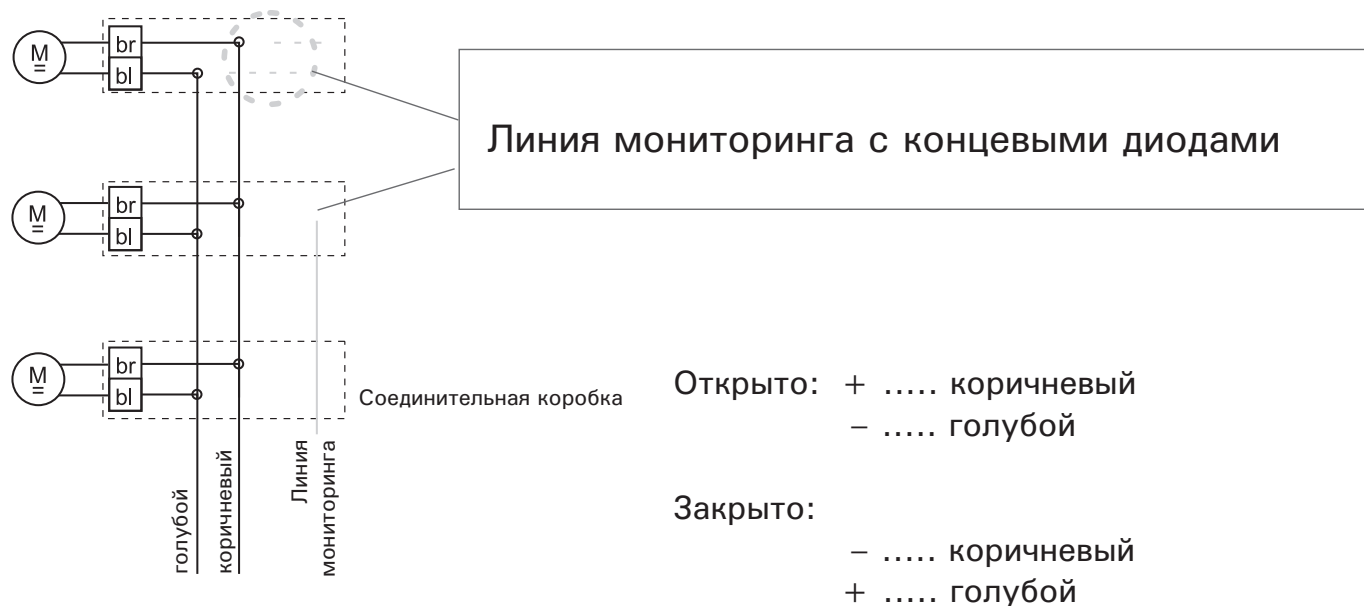 M
=
br
bl
Линия мониторинга с концевыми диодами
M
=
br
bl
M
=
br
bl
Соединительная коробка
голубой
коричневый
Линия
мониторинга
Открыто: + ..... коричневый
– ..... голубой
Закрыто:
– ..... коричневый
+ ..... голубой